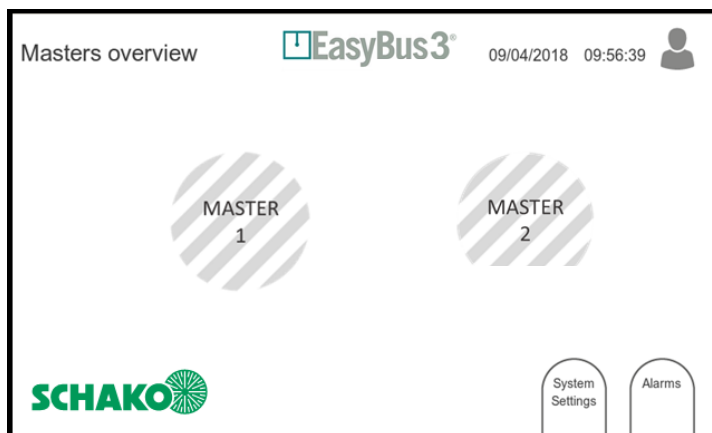 Masters overview
EasyBus3®
09/04/2018 09:56:39
MASTER
1
MASTER
2
SCHAKO
System
Settings
Alarms